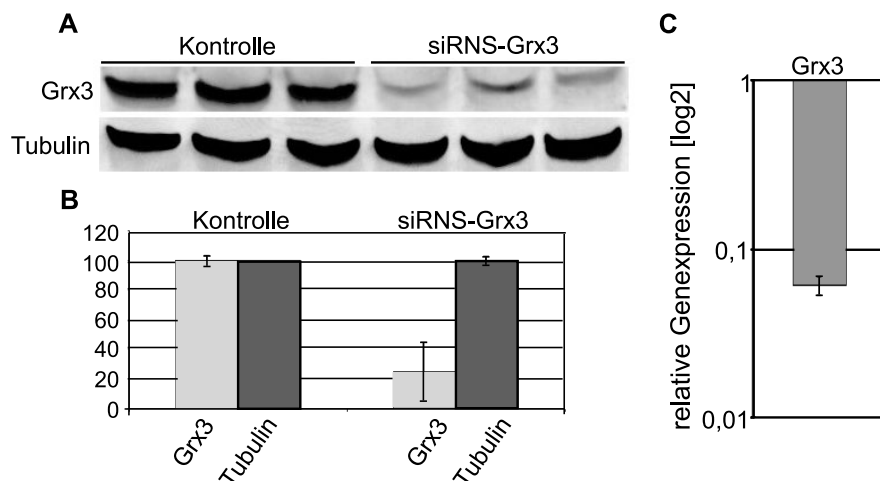 A
Kontrolle
siRNS-Grx3
Grx3
Tubulin
B
Kontrolle
siRNS-Grx3
120
100
80
60
40
20
0
Grx3
Tubulin
Grx3
Tubulin
C
Grx3
1
0,1
0,01
relative Genexpression [log2]